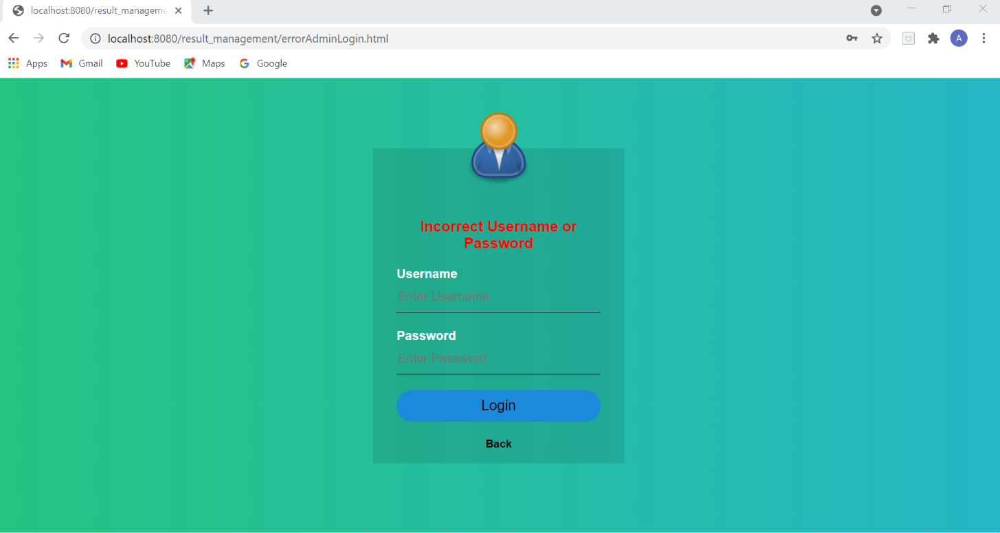 localhost:8080/result_manageme
localhost:8080/result_management/errorAdminLogin.html
A
Apps
Gmail
YouTube
Maps
Google
Incorrect Username or
Password
Username
Enter Username
Password
Enter Password
Login
Back